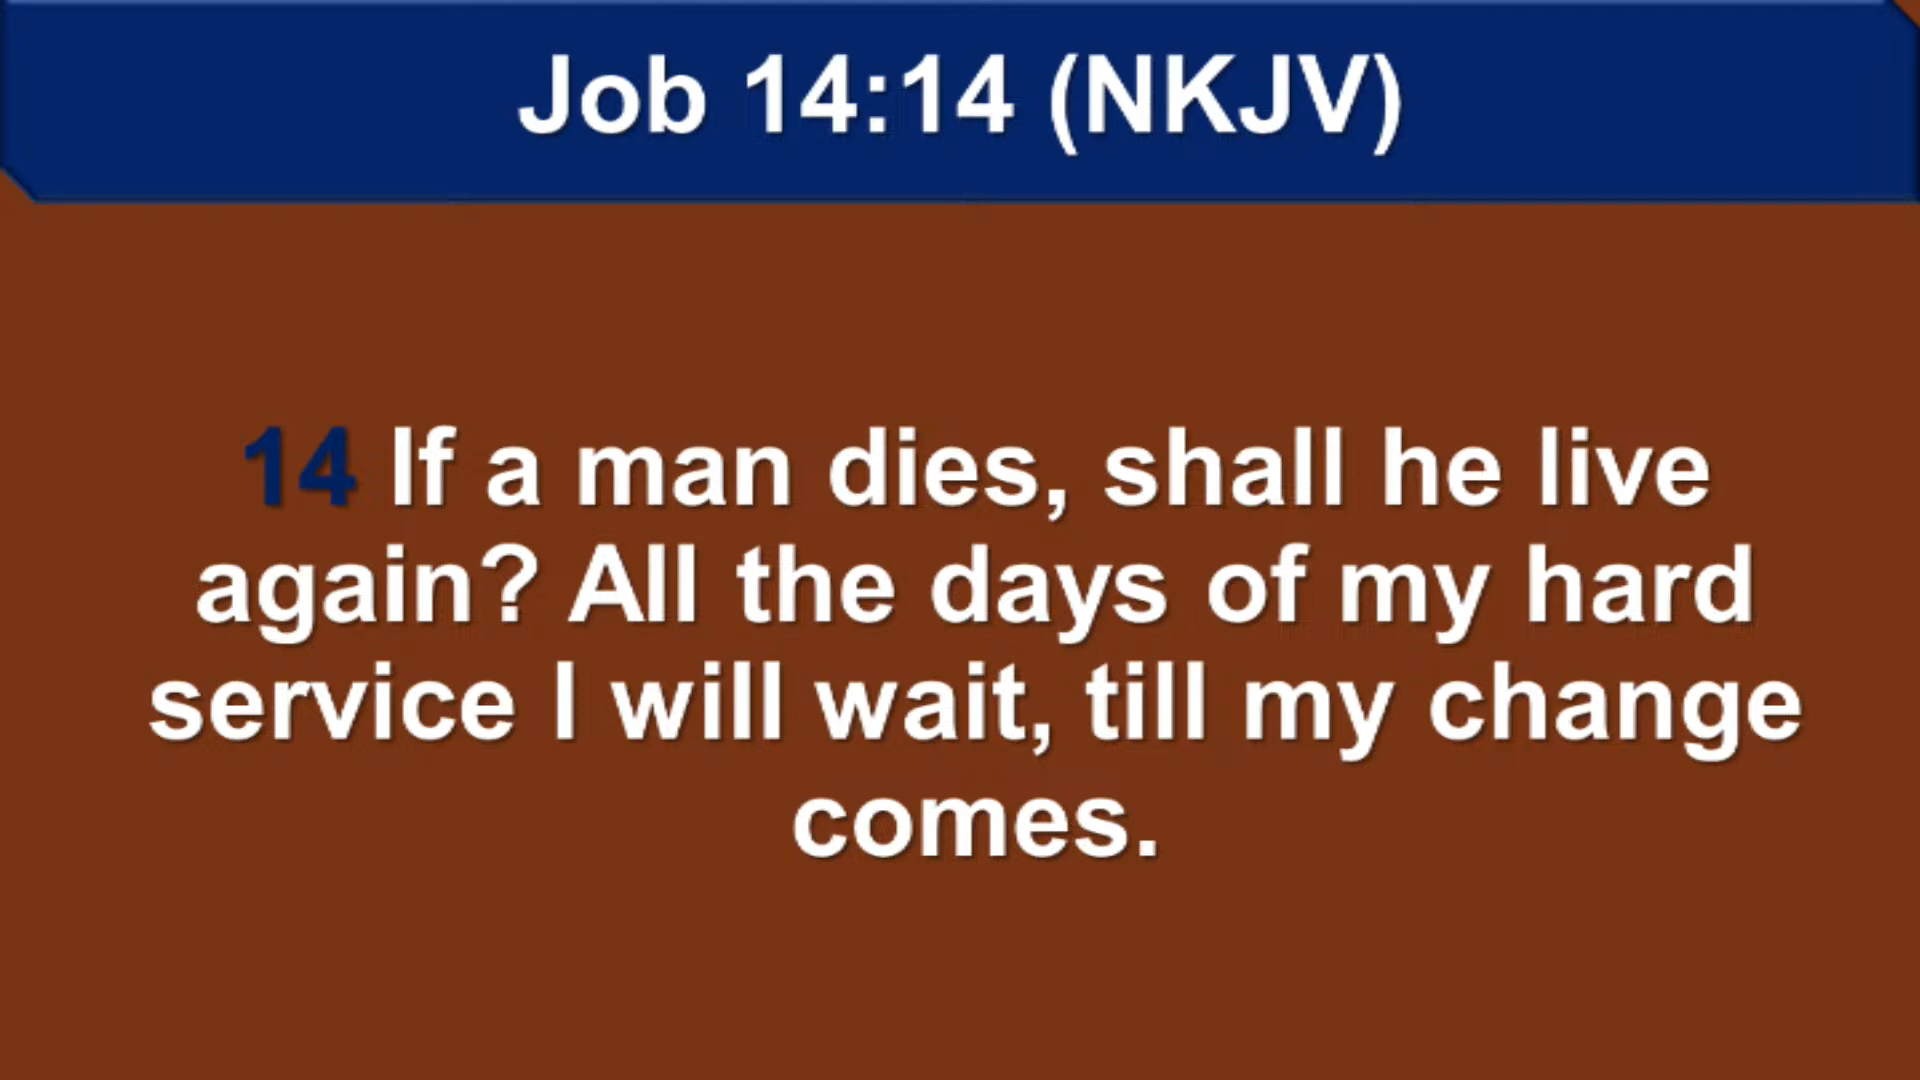 Job 14:14 (NKJV)
14 If a man dies, shall he live
again? All the days of my hard
service I will wait, till my change
comes.